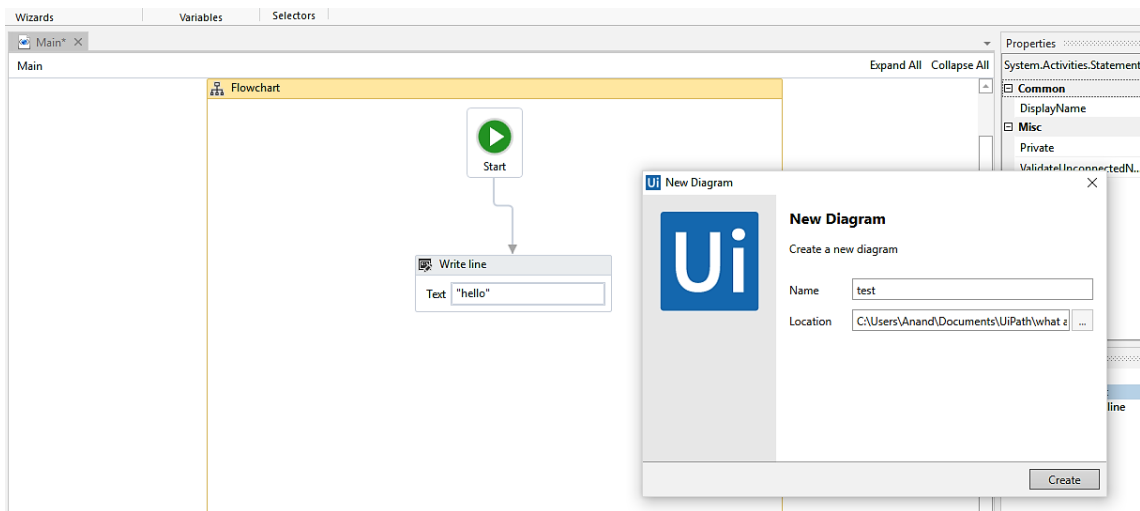 Wizards Variables Selectors
Main* ✕
Properties
Main Expand All Collapse All
System.Activities.Statement
Flowchart
Common
DisplayName
Misc
Start
Private
ValidateUnconnectedN...
Ui New Diagram
Ui
New Diagram
Create a new diagram
Write line
Text "hello"
Name test
Location C:\Users\Anand\Documents\UiPath\what a ...
line
Create